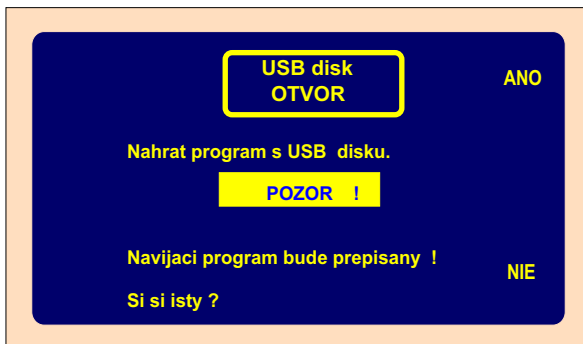 USB disk
OTVOR
ANO
Nahrat program s USB disku.
POZOR !
Navijaci program bude prepisany !
NIE
Si si isty ?